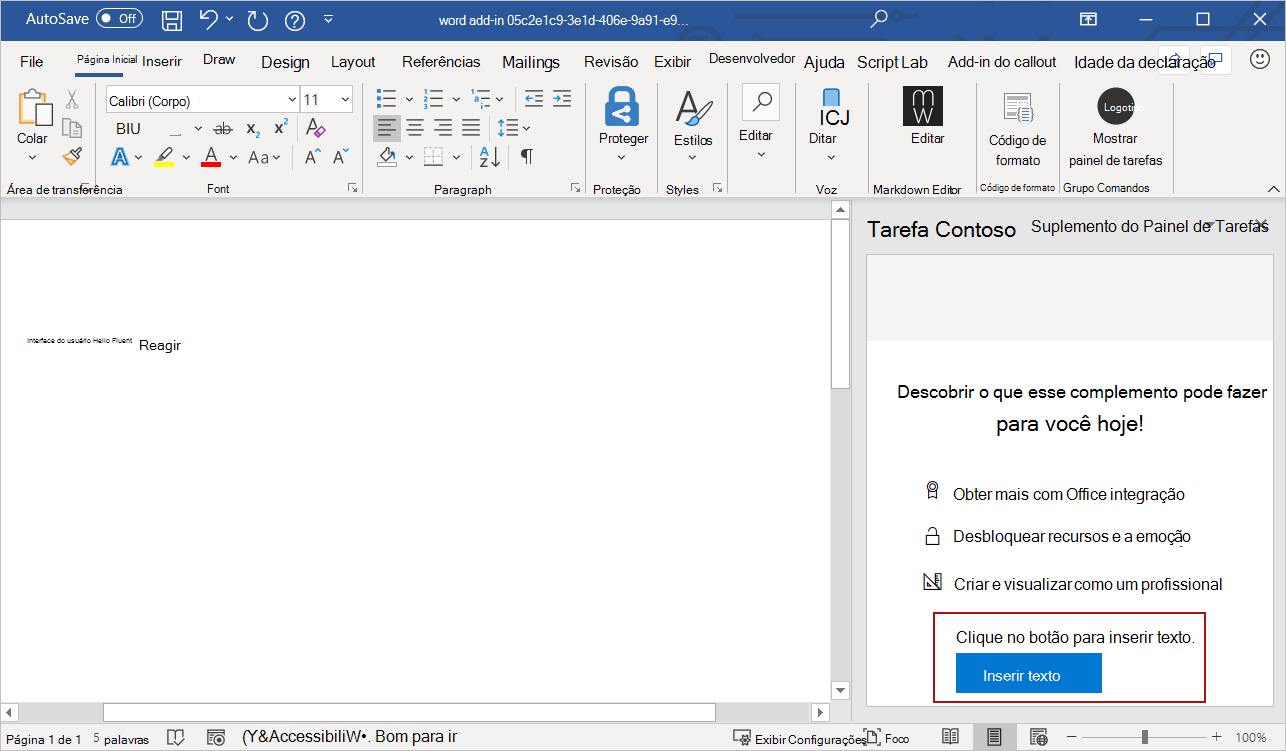 AutoSave Off word add-in 05c2e1c9-3e1d-406e-9a91-e9...
File Página Inicial Inserir Draw Design Layout Referências Mailings Revisão Exibir Desenvolvedor Ajuda Script Lab Add-in do callout Idade da declaração
Calibri (Corpo) 11
Colar
BIU ab x₂ x²
A A Aa A A
A Z
¶
Proteger
Estilos
Editar
ICJ
Ditar
Editar
Código de
formato
Mostrar
painel de tarefas
Área de transferência Font Paragraph Proteção Styles Voz Markdown Editor Código de formato Grupo Comandos
Interface do usuário Hello Fluent Reagir
Tarefa Contoso Suplemento do Painel de Tarefas
Descobrir o que esse complemento pode fazer
para você hoje!
Obter mais com Office integração
Desbloquear recursos e a emoção
Criar e visualizar como um profissional
Clique no botão para inserir texto.
Inserir texto
Página 1 de 1 5 palavras (Y&AccessibiliW•. Bom para ir Exibir Configurações Foco 100%